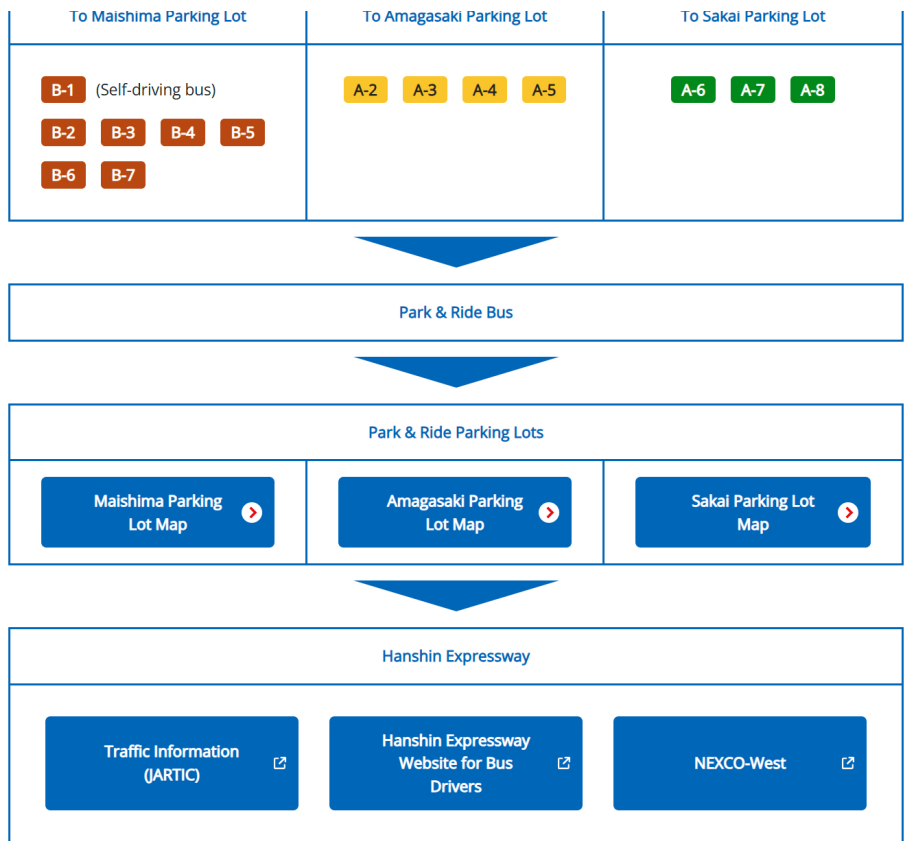 To Maishima Parking Lot
To Amagasaki Parking Lot
To Sakai Parking Lot
B-1 (Self-driving bus)
B-2 B-3 B-4 B-5
B-6 B-7
A-2 A-3 A-4 A-5
A-6 A-7 A-8
Park & Ride Bus
Park & Ride Parking Lots
Maishima Parking
Lot Map
Amagasaki Parking
Lot Map
Sakai Parking Lot
Map
Hanshin Expressway
Traffic Information
(JARTIC)
Hanshin Expressway
Website for Bus
Drivers
NEXCO-West